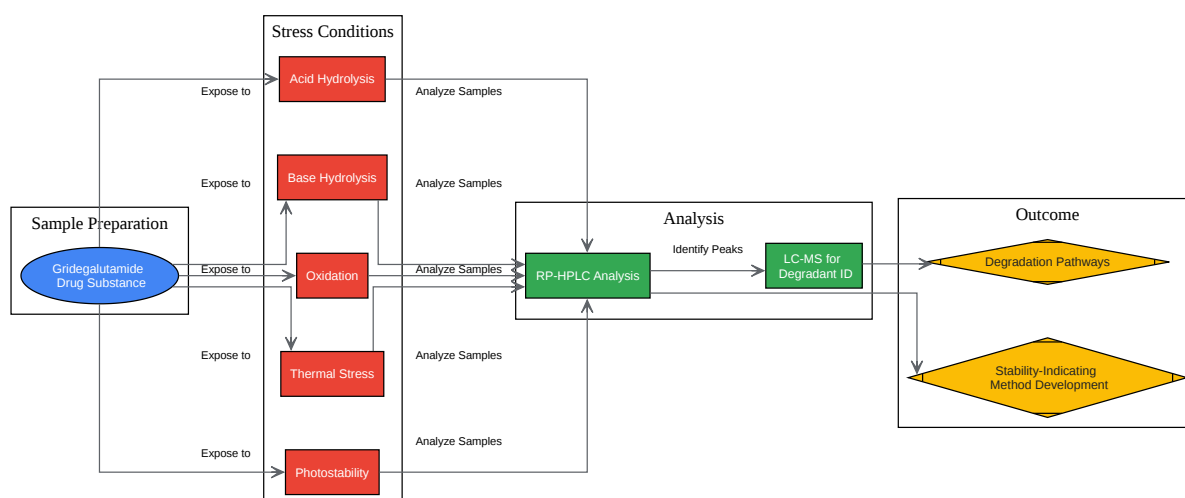 Stress Conditions
Acid Hydrolysis
Expose to
Analyze Samples
Base Hydrolysis
Expose to
Analyze Samples
Sample Preparation
Gridegalutamide
Drug Substance
Expose to
Oxidation
Analyze Samples
Expose to
Thermal Stress
Analyze Samples
Expose to
Photostability
Analyze Samples
Analysis
RP-HPLC Analysis
Identify Peaks
LC-MS for
Degradant ID
Outcome
Degradation Pathways
Stability-Indicating
Method Development